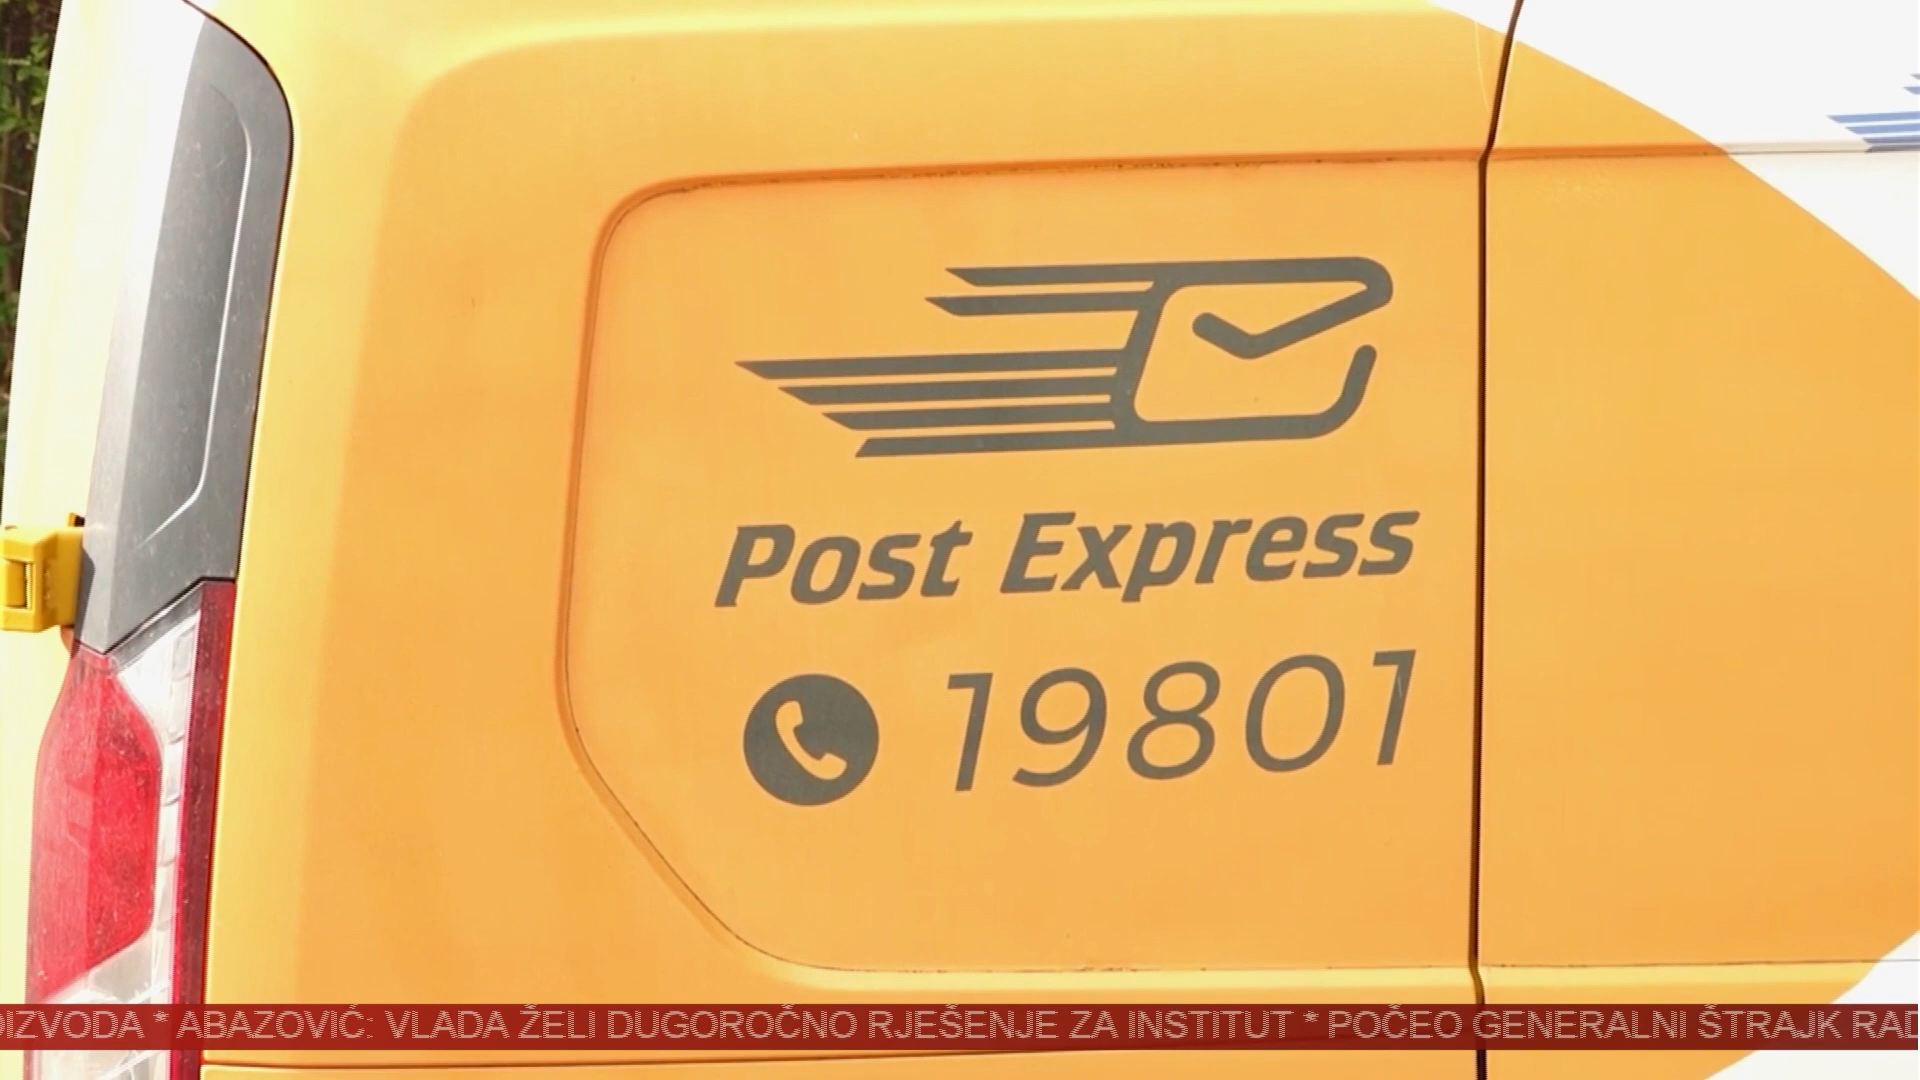 Post Express
19801
* ABAZOVIĆ: VLADA ŽELI DUGOROČNO RJEŠENJE ZA INSTITUT * POČEO GENERALNI ŠTRAJK